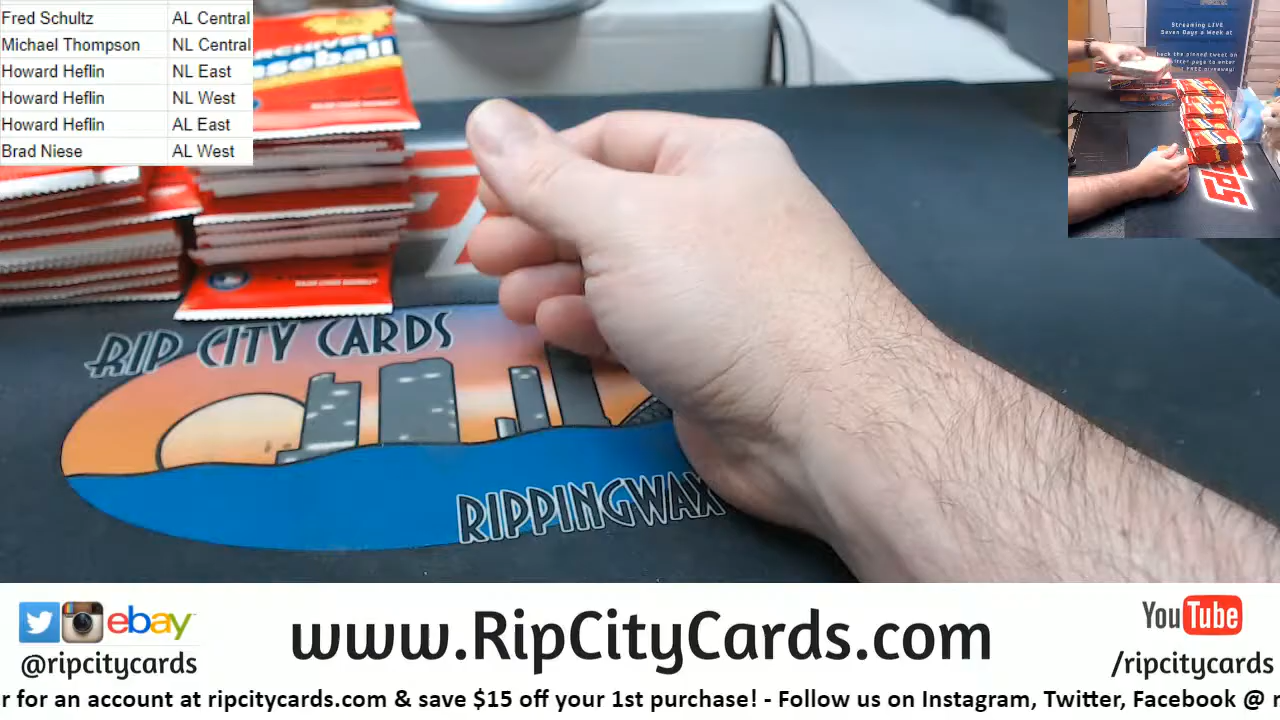 Fred Schultz AL Central
Michael Thompson NL Central
Howard Heflin NL East
Howard Heflin NL West
Howard Heflin AL East
Brad Niese AL West
Baseball
Streaming LIVE
Seven Days a Week at
RIP CITY CARDS
RIPPINGWAX
ebay
@ripcitycards
www.RipCityCards.com
YouTube
/ripcitycards
r for an account at ripcitycards.com & save $15 off your 1st purchase! - Follow us on Instagram, Twitter, Facebook @